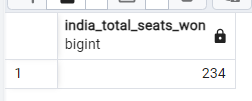 india_total_seats_won
bigint
1 234